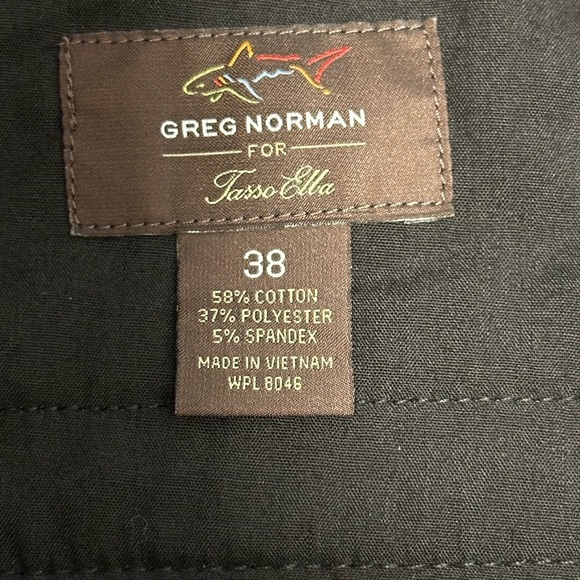 GREG NORMAN
FOR
Tasso Elba
38
58% COTTON
37% POLYESTER
5% SPANDEX
MADE IN VIETNAM
WPL 8046